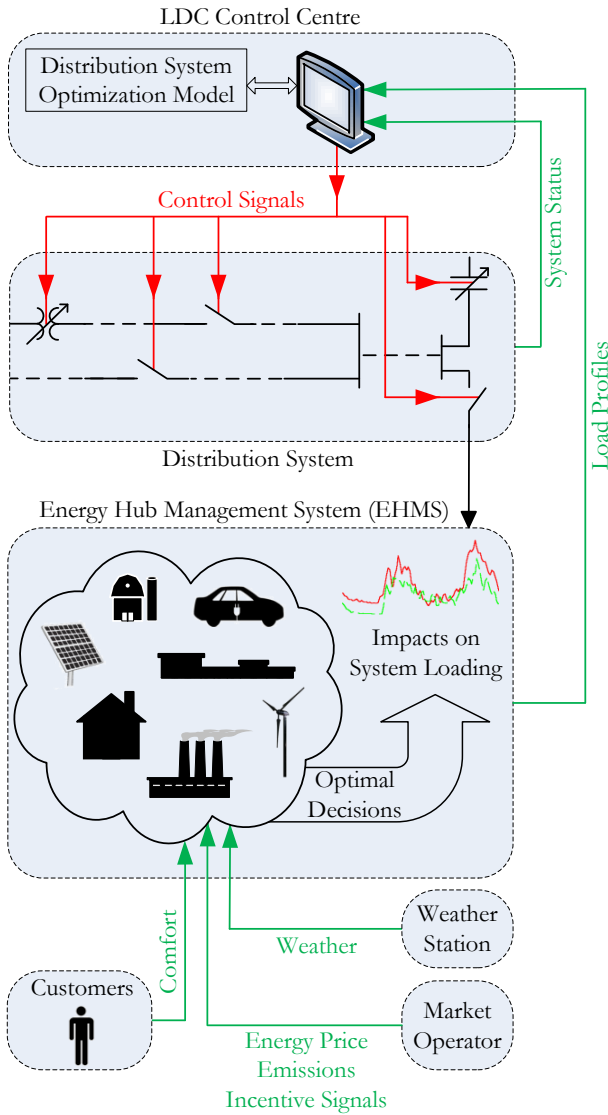 LDC Control Centre
Distribution System
Optimization Model
Control Signals
System Status
Load Profiles
Distribution System
Energy Hub Management System (EHMS)
Impacts on
System Loading
Optimal
Decisions
Comfort
Weather
Weather
Station
Customers
Energy Price
Emissions
Incentive Signals
Market
Operator